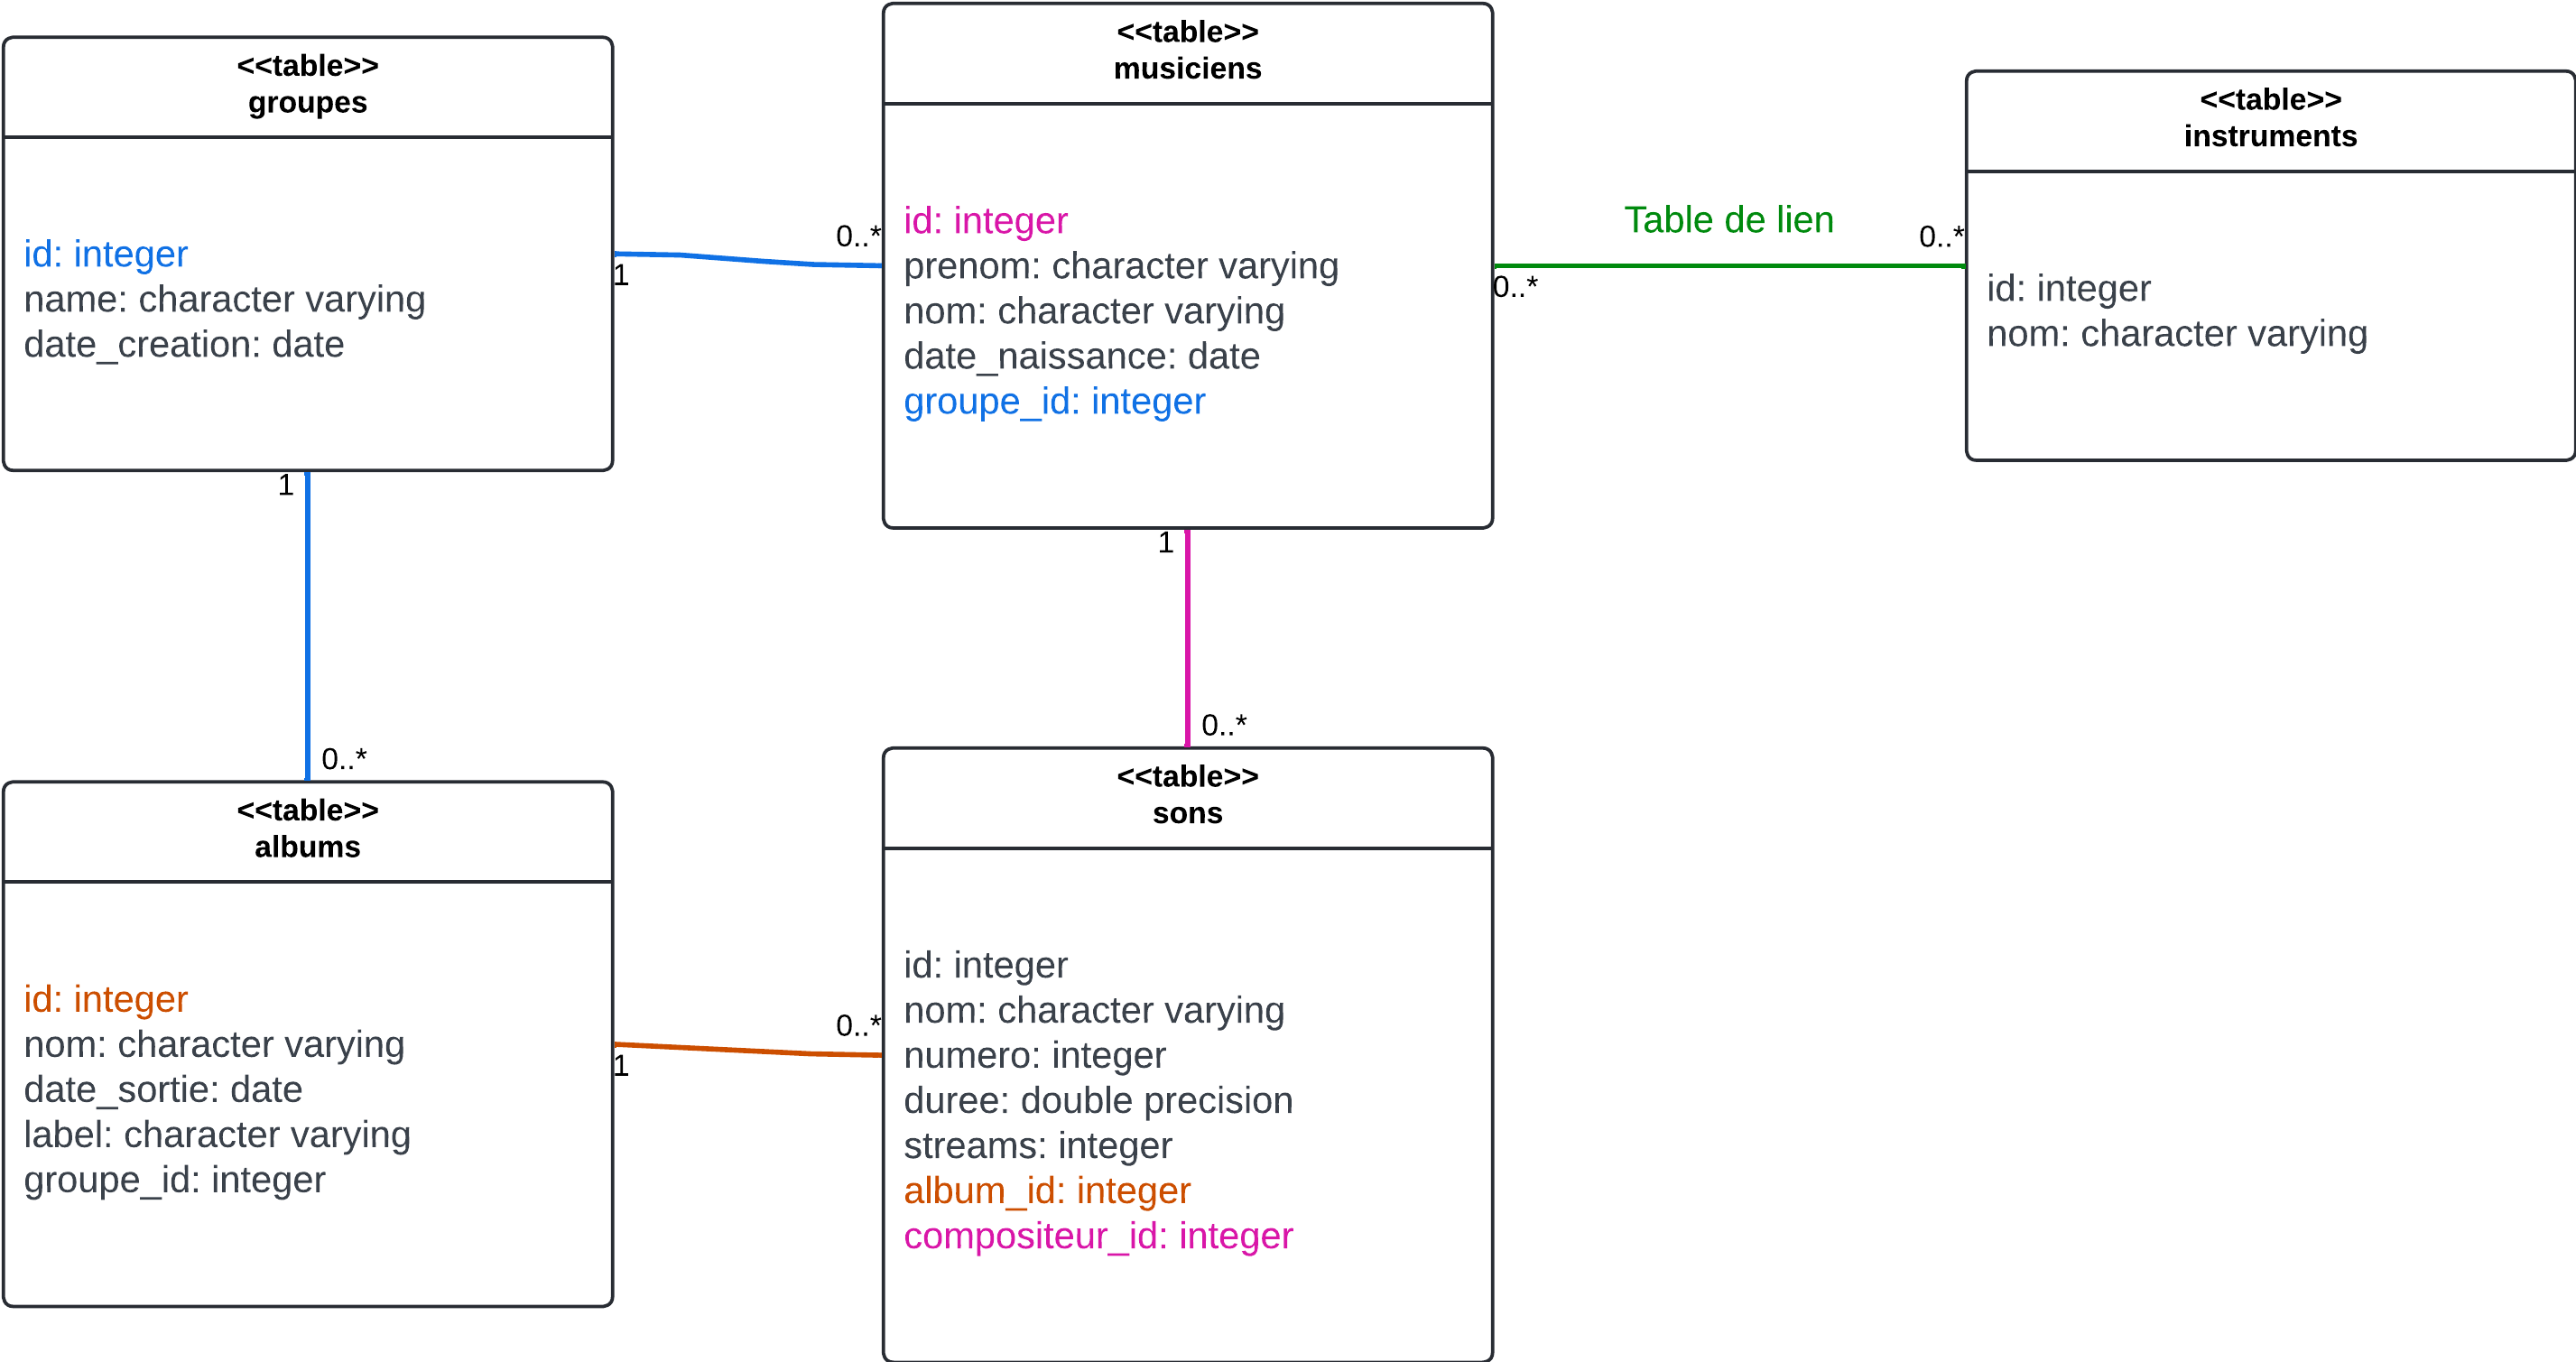 <<table>>
groupes
id: integer
name: character varying
date_creation: date
1
0..*
<<table>>
musiciens
id: integer
prenom: character varying
nom: character varying
date_naissance: date
groupe_id: integer
0..*
Table de lien
0..*
<<table>>
instruments
id: integer
nom: character varying
1
0..*
1
0..*
<<table>>
albums
id: integer
nom: character varying
date_sortie: date
label: character varying
groupe_id: integer
1
0..*
<<table>>
sons
id: integer
nom: character varying
numero: integer
duree: double precision
streams: integer
album_id: integer
compositeur_id: integer